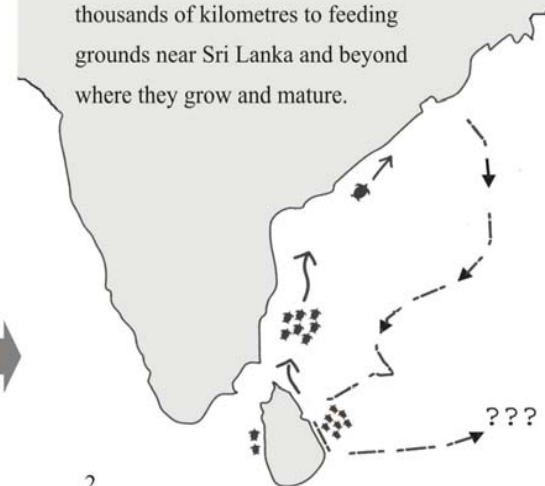 thousands of kilometres to feeding
grounds near Sri Lanka and beyond
where they grow and mature.
???
2